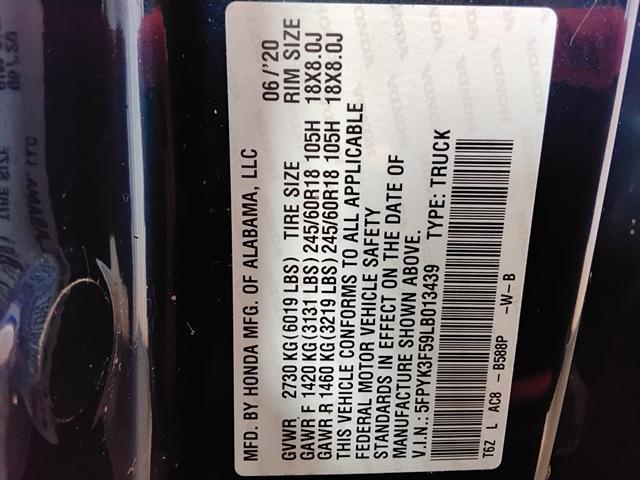 MFD. BY HONDA MFG. OF ALABAMA, LLC 06/'20
GVWR 2730 KG (6019 LBS) TIRE SIZE RIM SIZE
GAWR F 1420 KG (3131 LBS) 245/60R18 105H 18X8.0J
GAWR R 1460 KG (3219 LBS) 245/60R18 105H 18X8.0J
THIS VEHICLE CONFORMS TO ALL APPLICABLE
FEDERAL MOTOR VEHICLE SAFETY
STANDARDS IN EFFECT ON THE DATE OF
MANUFACTURE SHOWN ABOVE.
V.I.N.: 5FPYK3F59LB013439 TYPE: TRUCK
T6Z L AC8 - B588P -W-B